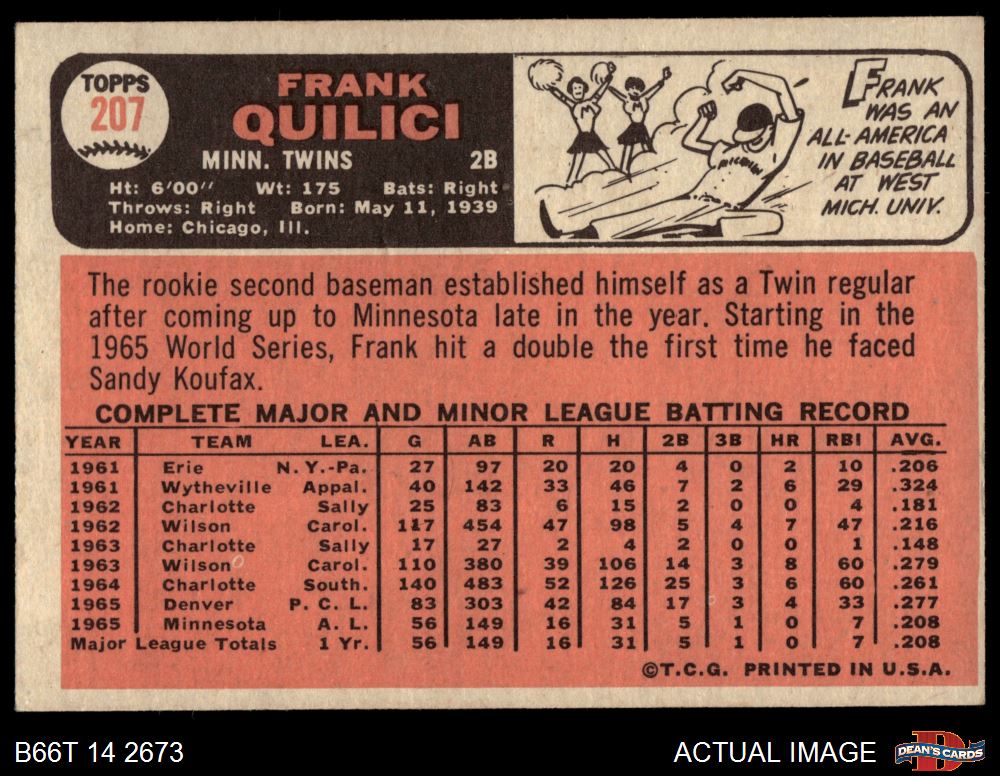 TOPPS
207
FRANK
QUILICI
MINN. TWINS 2B
Ht: 6'00" Wt: 175 Bats: Right
Throws: Right Born: May 11, 1939
Home: Chicago, Ill.
FRANK
WAS AN
ALL-AMERICA
IN BASEBALL
AT WEST
MICH. UNIV.
M
M
MICHIGAN
The rookie second baseman established himself as a Twin regular
after coming up to Minnesota late in the year. Starting in the
1965 World Series, Frank hit a double the first time he faced
Sandy Koufax.
COMPLETE MAJOR AND MINOR LEAGUE BATTING RECORD
YEAR TEAM LEA. G AB R H 2B 3B HR RBI AVG.
1961 Erie N.Y.-Pa. 27 97 20 20 4 0 2 10 .206
1961 Wytheville Appal. 40 142 33 46 7 2 6 29 .324
1962 Charlotte Sally 25 83 6 15 2 0 0 4 .181
1962 Wilson Carol. 117 454 47 98 5 4 7 47 .216
1963 Charlotte Sally 17 27 2 4 2 0 0 1 .148
1963 Wilson Carol. 110 380 39 106 14 3 8 60 .279
1964 Charlotte South. 140 483 52 126 25 3 6 60 .261
1965 Denver P. C. L. 83 303 42 84 17 3 4 33 .277
1965 Minnesota A. L. 56 149 16 31 5 1 0 7 .208
Major League Totals 1 Yr. 56 149 16 31 5 1 0 7 .208
©T.C.G. PRINTED IN U.S.A.
B66T 14 2673
ACTUAL IMAGE
DEAN'S CARDS